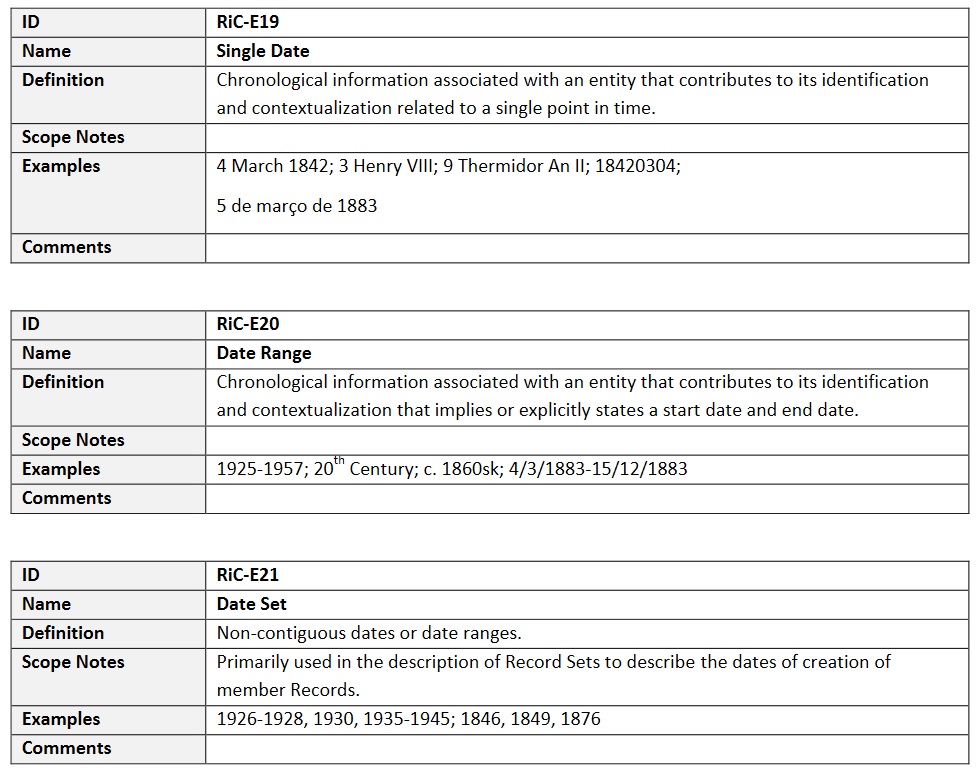 ID RiC-E19
Name Single Date
Definition Chronological information associated with an entity that contributes to its identification
and contextualization related to a single point in time.
Scope Notes
Examples 4 March 1842; 3 Henry VIII; 9 Thermidor An II; 18420304;
5 de março de 1883
Comments
ID RiC-E20
Name Date Range
Definition Chronological information associated with an entity that contributes to its identification
and contextualization that implies or explicitly states a start date and end date.
Scope Notes
Examples 1925-1957; 20th Century; c. 1860sk; 4/3/1883-15/12/1883
Comments
ID RiC-E21
Name Date Set
Definition Non-contiguous dates or date ranges.
Scope Notes Primarily used in the description of Record Sets to describe the dates of creation of
member Records.
Examples 1926-1928, 1930, 1935-1945; 1846, 1849, 1876
Comments